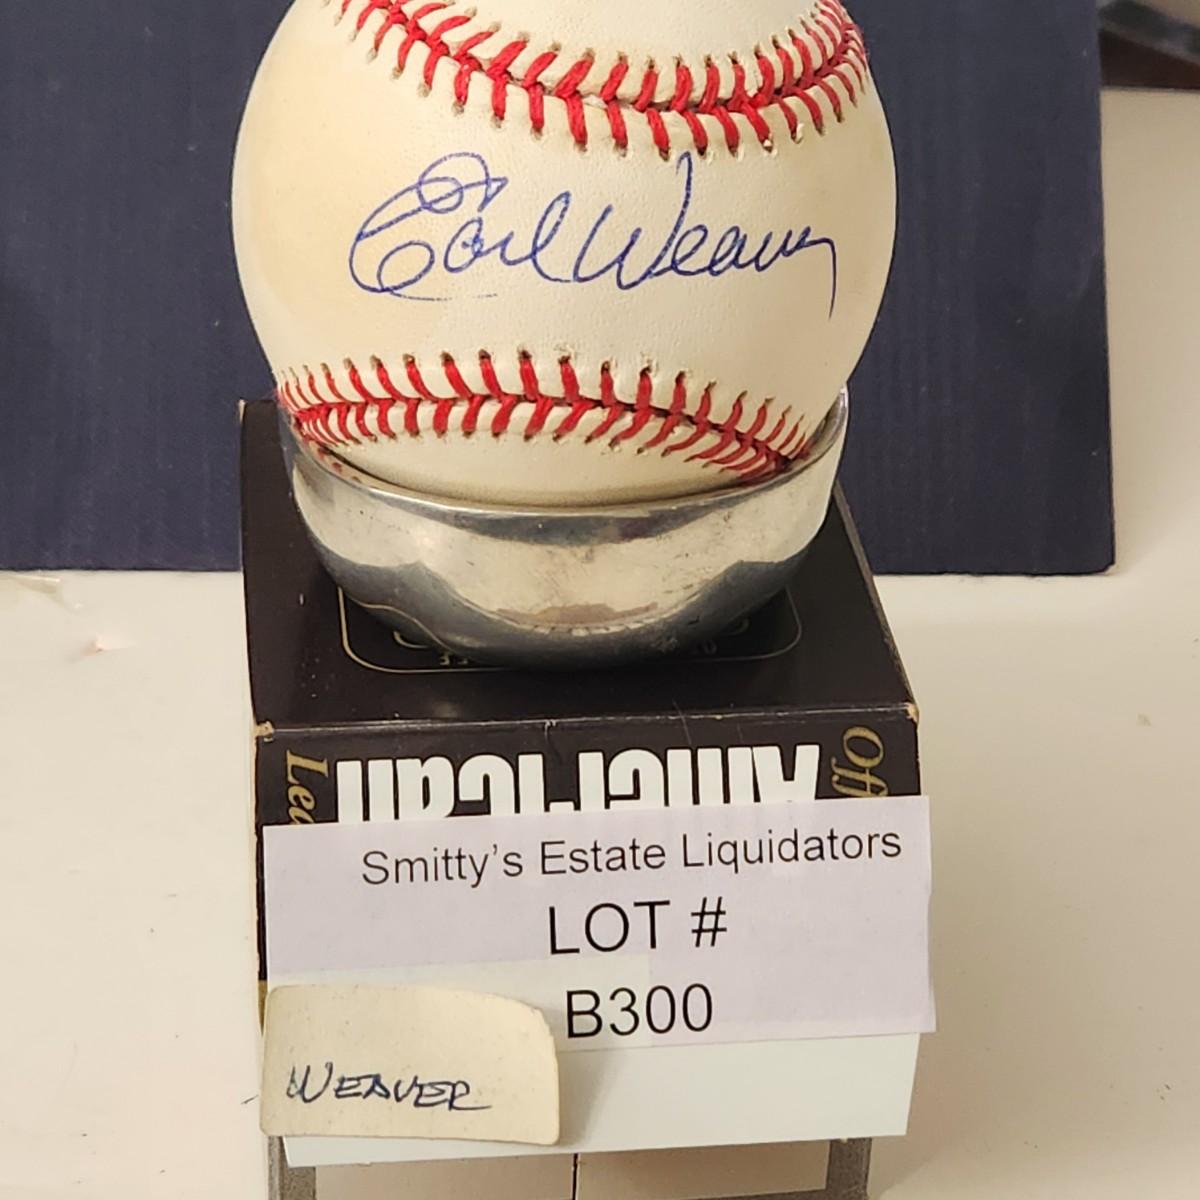 Earl Weaver
American
Smitty's Estate Liquidators
LOT #
B300
WEAVER